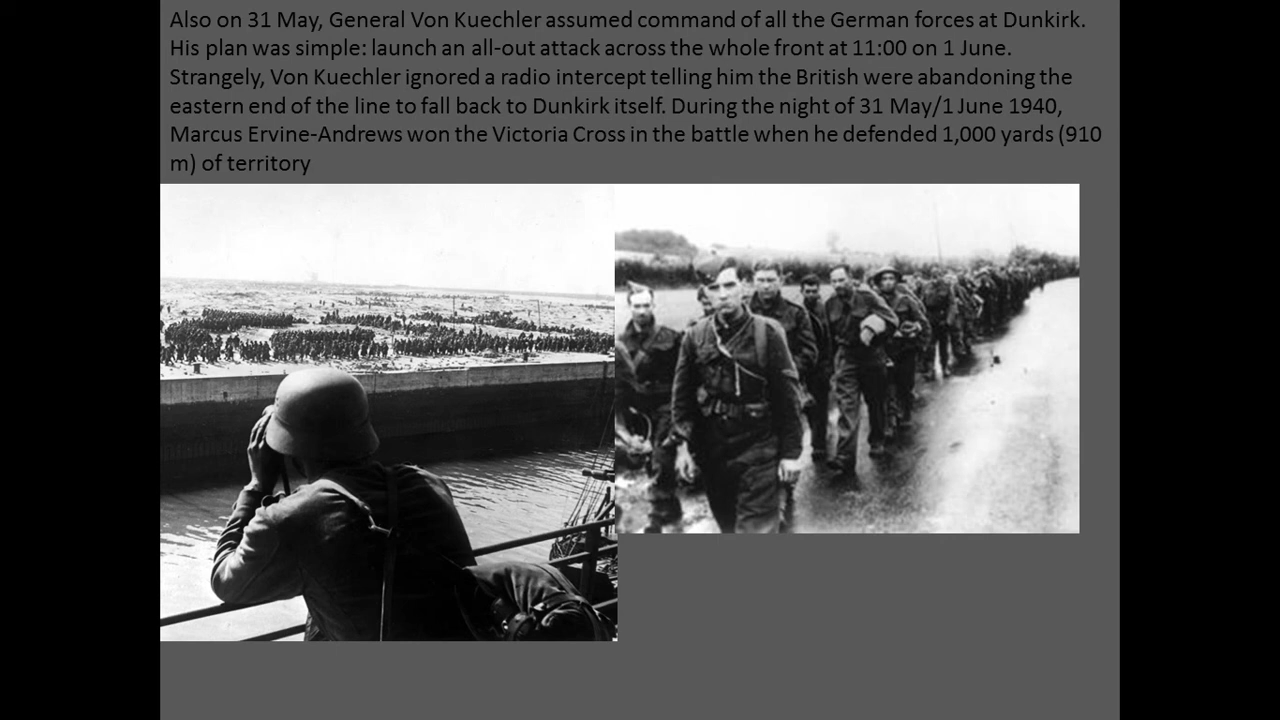 Also on 31 May, General Von Kuechler assumed command of all the German forces at Dunkirk.
His plan was simple: launch an all-out attack across the whole front at 11:00 on 1 June.
Strangely, Von Kuechler ignored a radio intercept telling him the British were abandoning the
eastern end of the line to fall back to Dunkirk itself. During the night of 31 May/1 June 1940,
Marcus Ervine-Andrews won the Victoria Cross in the battle when he defended 1,000 yards (910
m) of territory